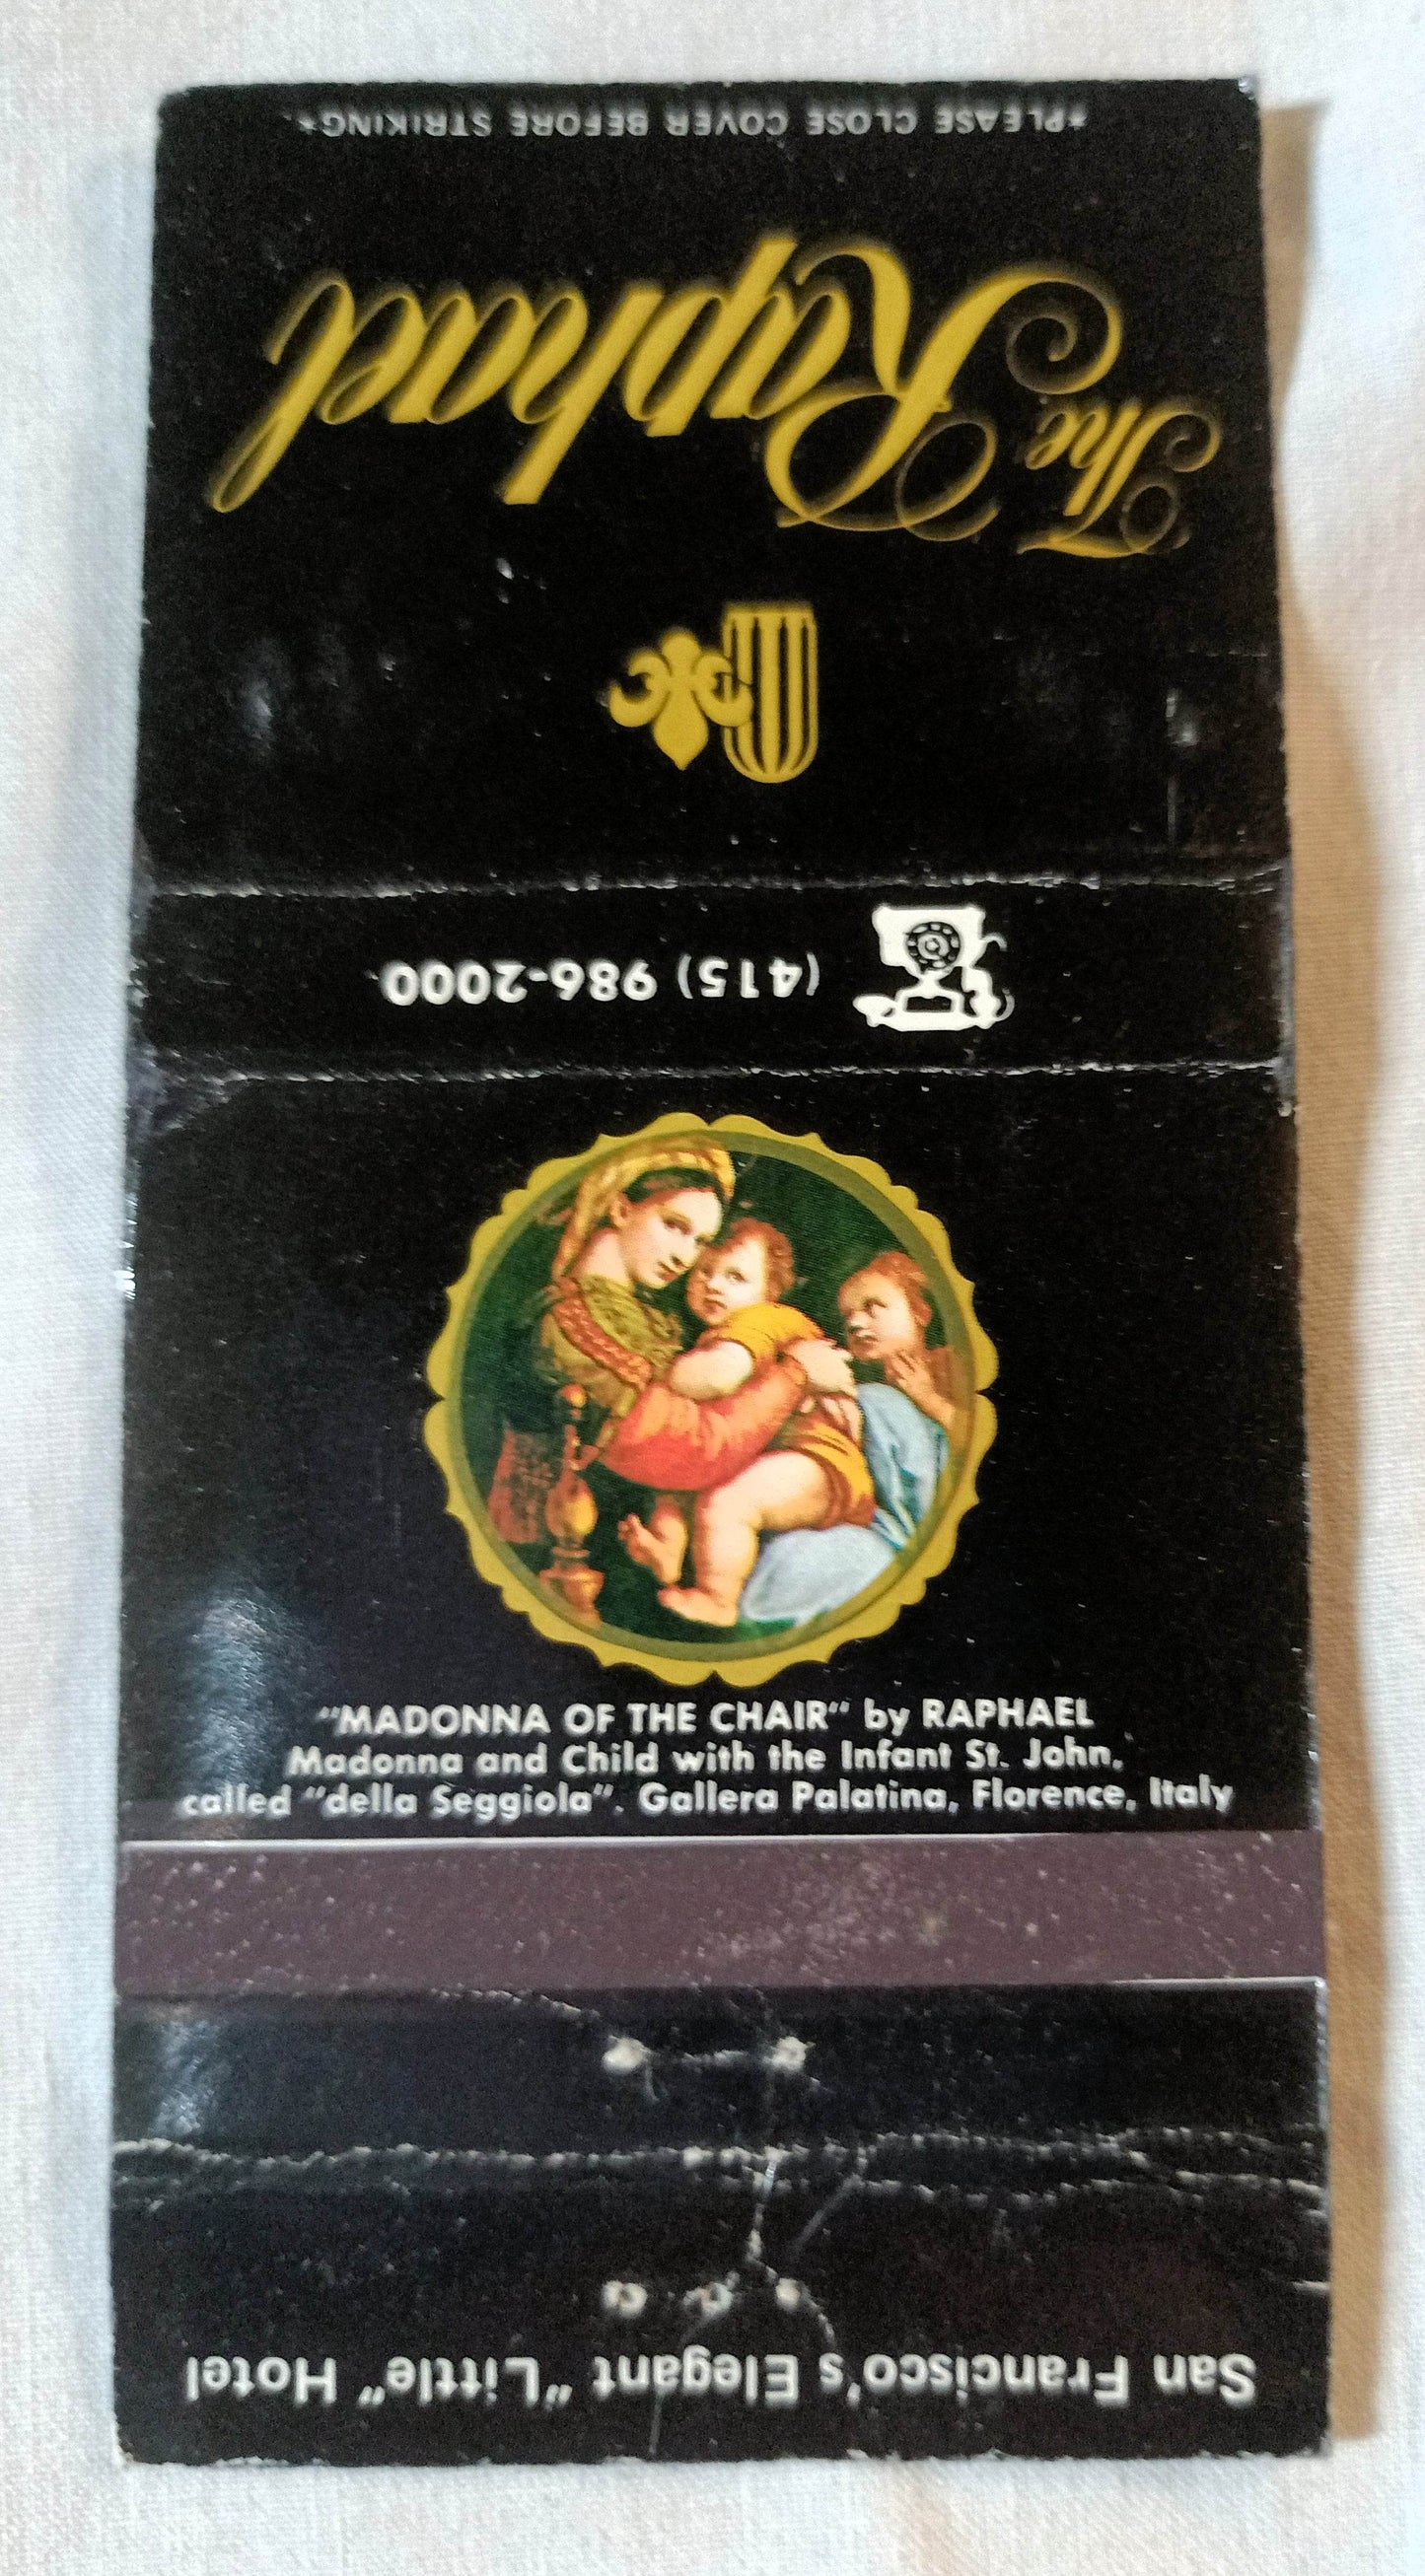 *PLEASE CLOSE COVER BEFORE STRIKING*
The Raphael
(415) 986-2000
"MADONNA OF THE CHAIR" by RAPHAEL
Madonna and Child with the Infant St. John,
called "della Seggiola". Gallera Palatina, Florence, Italy
San Francisco's Elegant "Little" Hotel